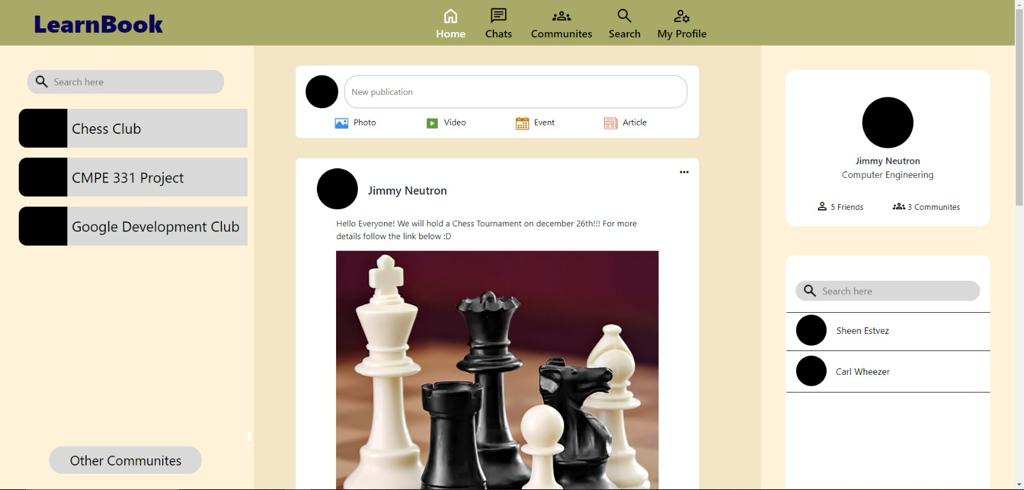 LearnBook
Home
Chats
Communites
Search
My Profile
Search here
Chess Club
CMPE 331 Project
Google Development Club
Other Communites
New publication
Photo
Video
Event
Article
Jimmy Neutron
Hello Everyone! We will hold a Chess Tournament on december 26th!!! For more
details follow the link below :D
Jimmy Neutron
Computer Engineering
5 Friends
3 Communites
Search here
Sheen Estvez
Carl Wheezer